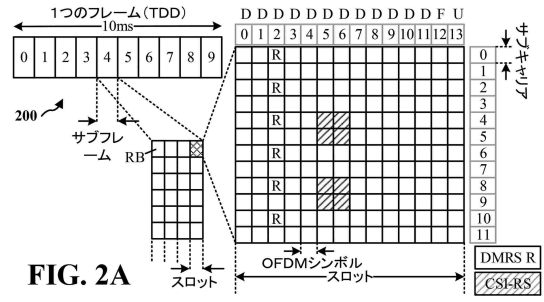 1つのフレーム(TDD)
10ms
0 1 2 3 4 5 6 7 8 9
200
サブフレ
ーム
RB
スロット
FIG. 2A
D D D D D D D D D D D D F U
0 1 2 3 4 5 6 7 8 9 10 11 12 13
R
R
R
R
R
R
0
1
2
3
4
5
6
7
8
9
10
11
サブキャリア
OFDMシンボル
スロット
DMRS R
CSI-RS